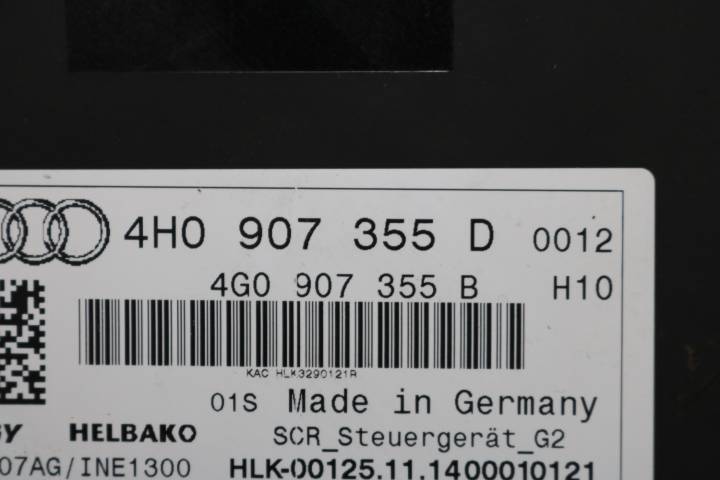 4H0 907 355 D 0012
4G0 907 355 B H10
KAC HLK3290121R
01S Made in Germany
HELBAKO SCR_Steuergerät_G2
07AG/INE1300 HLK-00125.11.1400010121